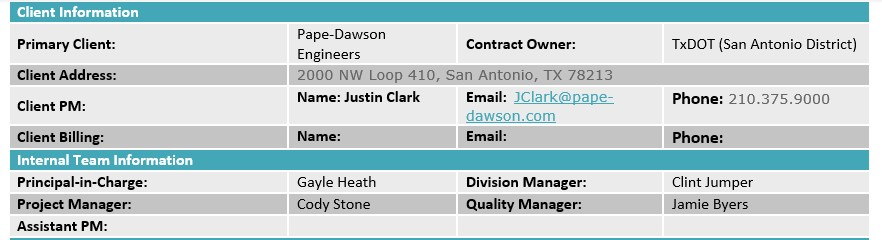 Client Information
Primary Client: Pape-Dawson Engineers Contract Owner: TxDOT (San Antonio District)
Client Address: 2000 NW Loop 410, San Antonio, TX 78213
Client PM: Name: Justin Clark Email: JClark@pape-dawson.com Phone: 210.375.9000
Client Billing: Name: Email: Phone:
Internal Team Information
Principal-in-Charge: Gayle Heath Division Manager: Clint Jumper
Project Manager: Cody Stone Quality Manager: Jamie Byers
Assistant PM: